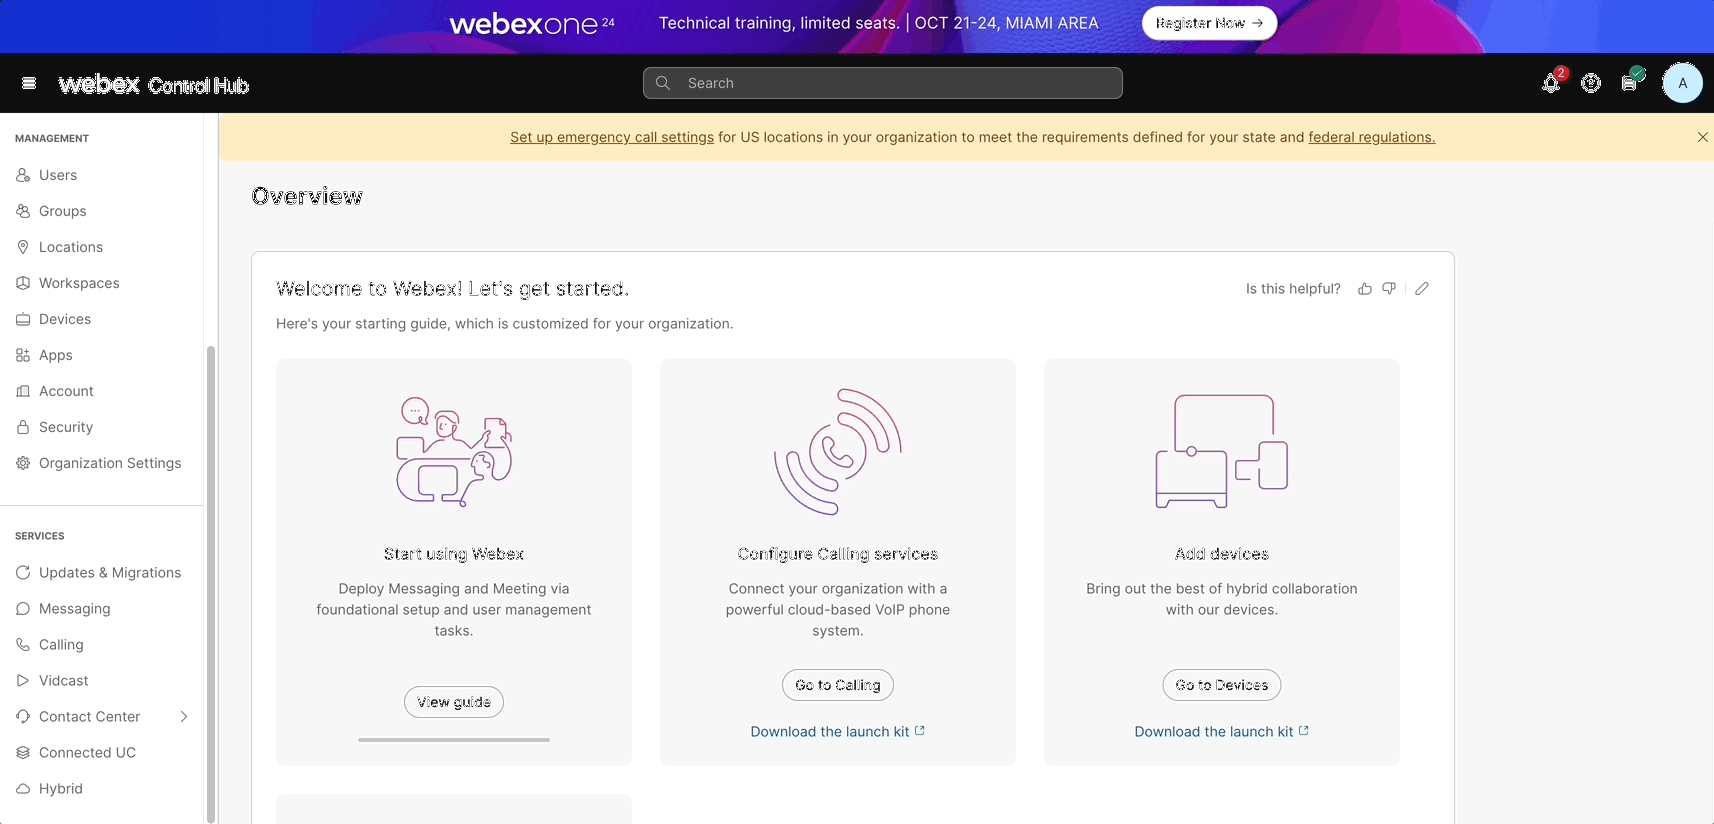 webexone 24
Technical training, limited seats. | OCT 21-24, MIAMI AREA
Register Now →
webex Control Hub
Search
2
A
MANAGEMENT
Users
Groups
Locations
Workspaces
Devices
Apps
Account
Security
Organization Settings
SERVICES
Updates & Migrations
Messaging
Calling
Vidcast
Contact Center
Connected UC
Hybrid
Set up emergency call settings for US locations in your organization to meet the requirements defined for your state and federal regulations.
Overview
Welcome to Webex! Let's get started.
Is this helpful?
Here's your starting guide, which is customized for your organization.
Start using Webex
Deploy Messaging and Meeting via
foundational setup and user management
tasks.
View guide
Configure Calling services
Connect your organization with a
powerful cloud-based VoIP phone
system.
Go to Calling
Download the launch kit
Add devices
Bring out the best of hybrid collaboration
with our devices.
Go to Devices
Download the launch kit